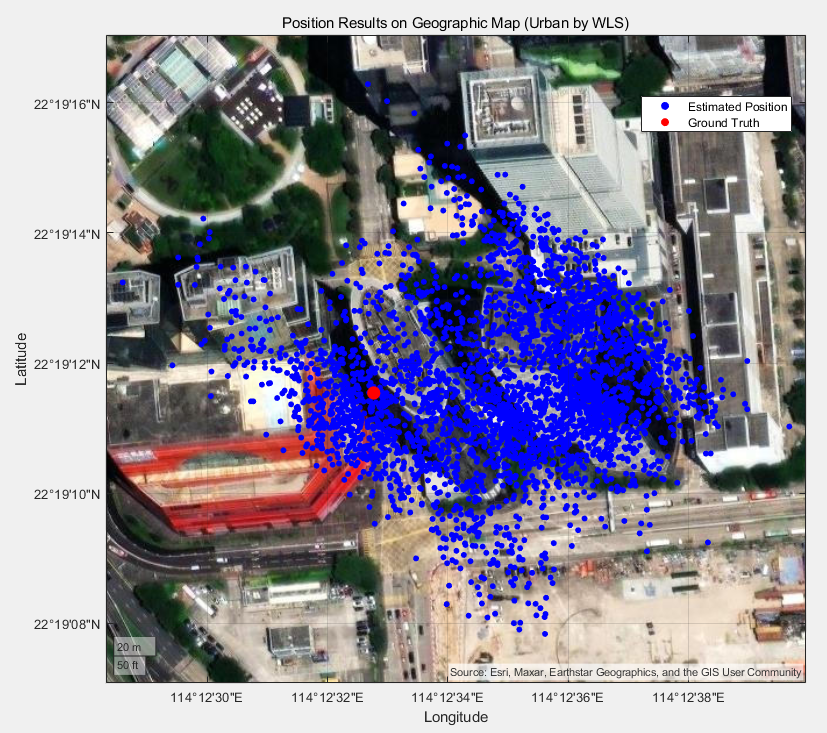 Position Results on Geographic Map (Urban by WLS)
22°19'16"N
22°19'14"N
22°19'12"N
22°19'10"N
22°19'08"N
Latitude
Estimated Position
Ground Truth
20 m
50 ft
Source: Esri, Maxar, Earthstar Geographics, and the GIS User Community
114°12'30"E
114°12'32"E
114°12'34"E
114°12'36"E
114°12'38"E
Longitude